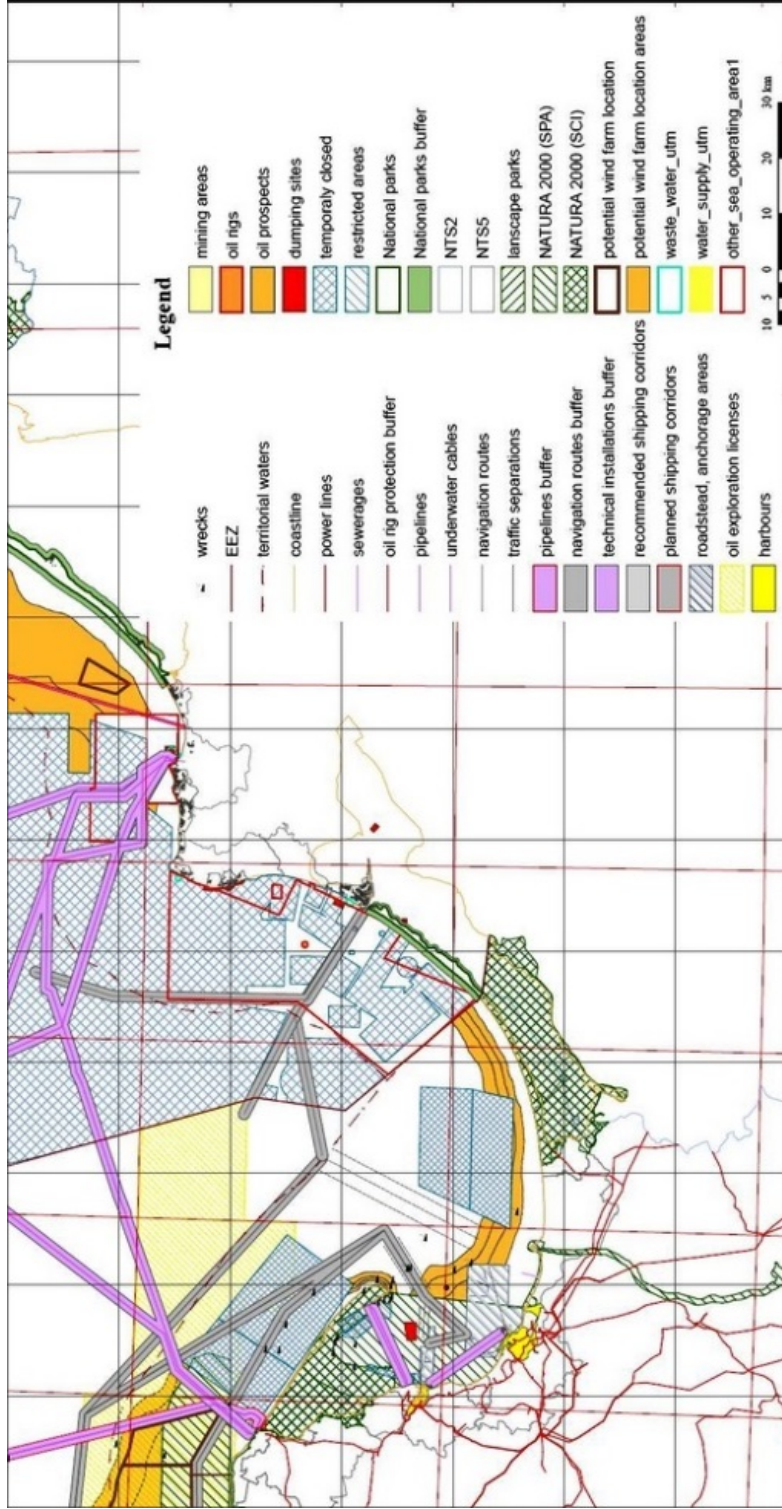 Legend
wrecks
EEZ
territorial waters
coastline
power lines
sewerages
oil rig protection buffer
pipelines
underwater cables
navigation routes
traffic separations
pipelines buffer
navigation routes buffer
technical installations buffer
recommended shipping corridors
planned shipping corridors
roadstead, anchorage areas
oil exploration licenses
harbours
mining areas
oil rigs
oil prospects
dumping sites
temporaly closed
restricted areas
National parks
National parks buffer
NTS2
NTS5
lanscape parks
NATURA 2000 (SPA)
NATURA 2000 (SCI)
potential wind farm location
potential wind farm location areas
waste_water_utm
water_supply_utm
other_sea_operating_area1
10 5 0 10 20 30 km